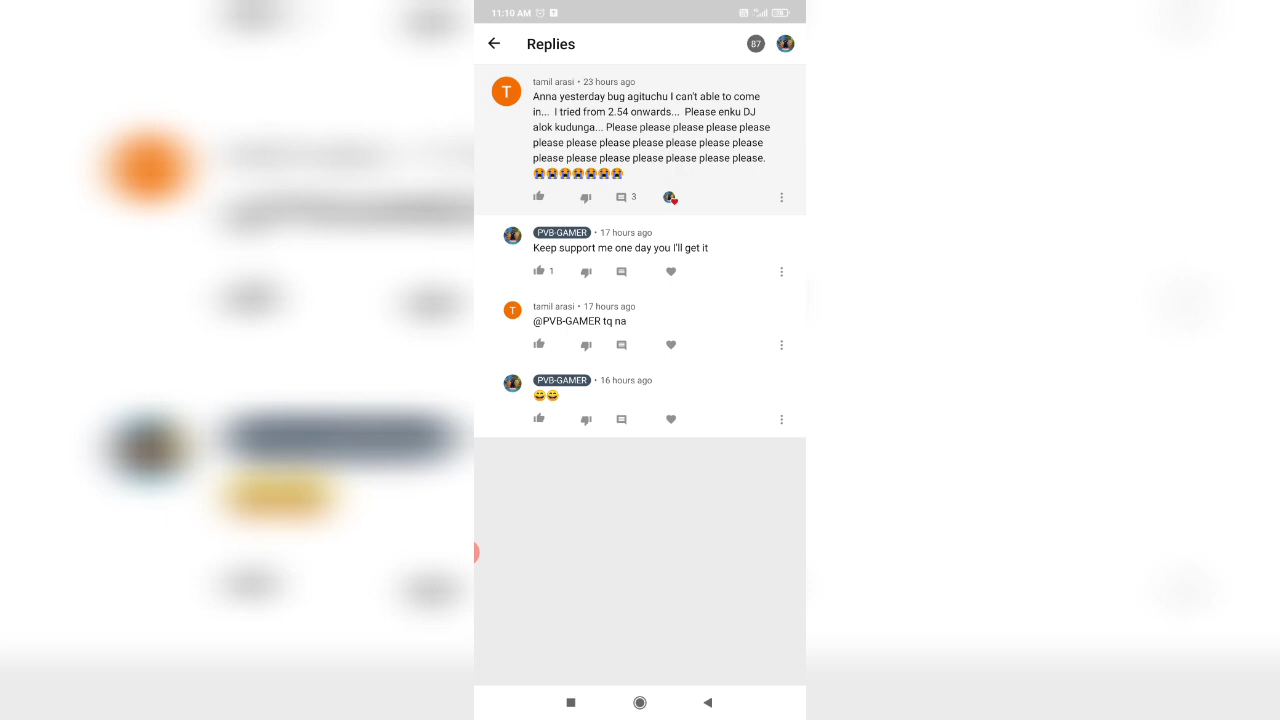 11:10 AM
Replies
87
T
tamil arasi • 23 hours ago
Anna yesterday bug agituchu I can't able to come
in... I tried from 2.54 onwards... Please enku DJ
alok kudunga... Please please please please please
please please please please please please please
please please please please please please please.
😭😭😭😭😭😭😭
3
PVB-GAMER • 17 hours ago
Keep support me one day you I'll get it
1
T
tamil arasi • 17 hours ago
@PVB-GAMER tq na
PVB-GAMER • 16 hours ago
😄😄